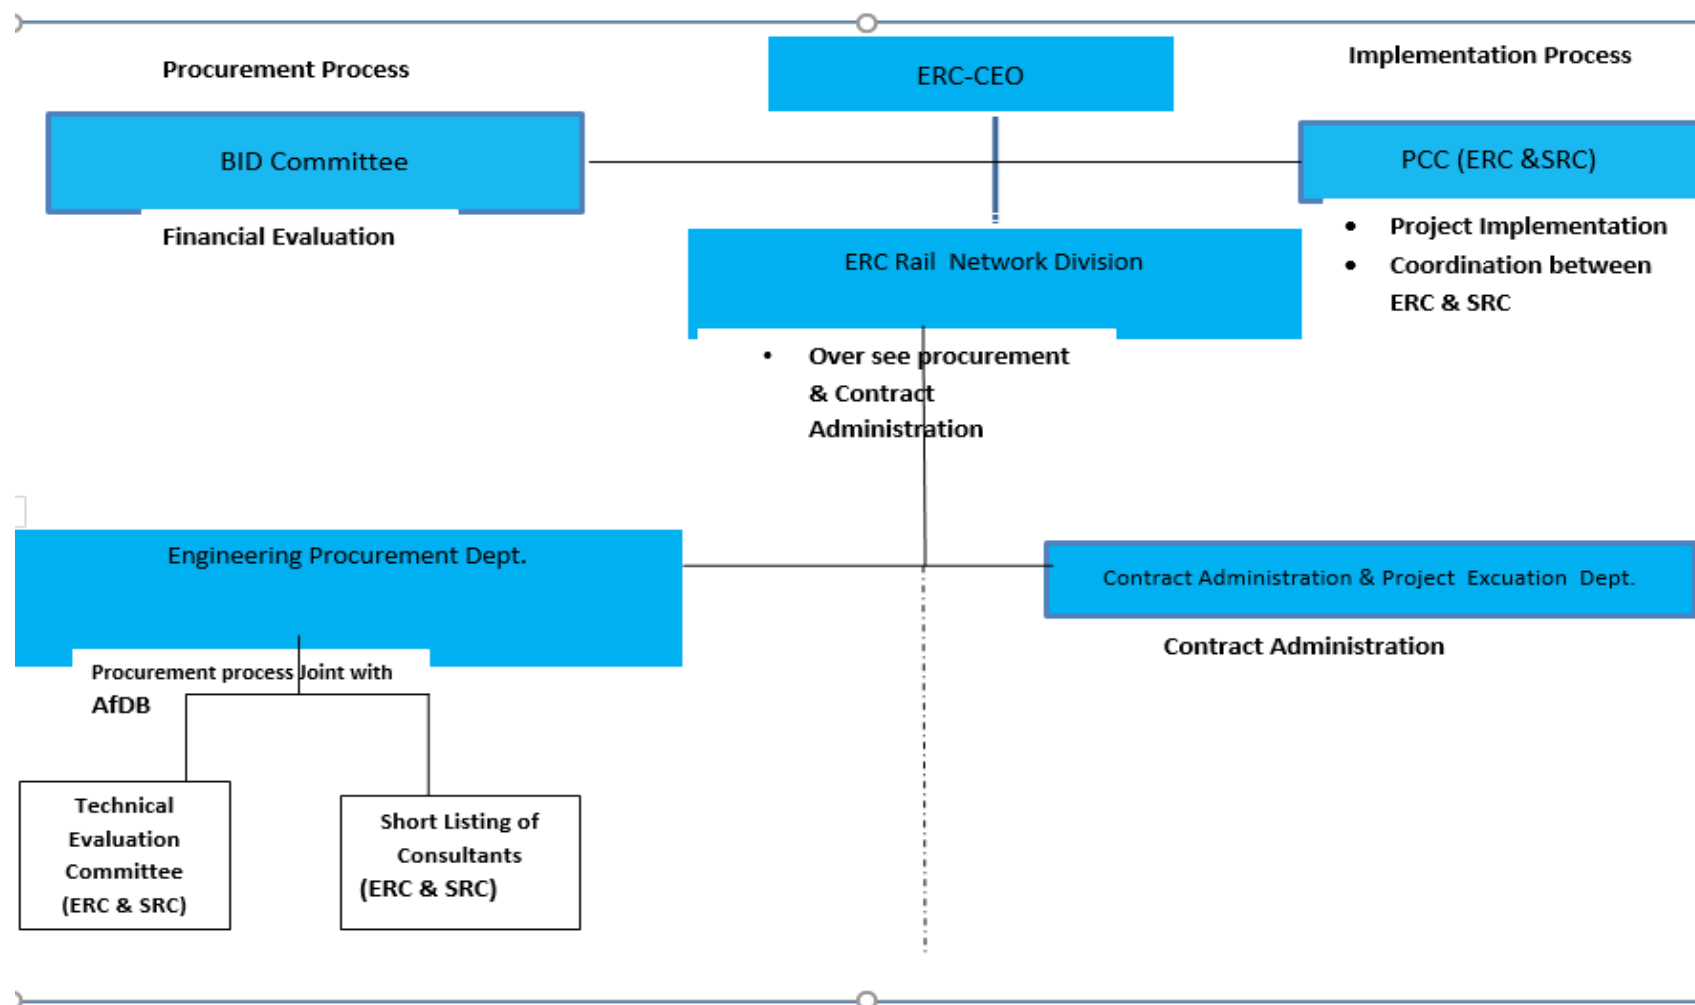 Procurement Process
ERC-CEO
Implementation Process
BID Committee
PCC (ERC &SRC)
Financial Evaluation
• Project Implementation
• Coordination between
ERC & SRC
ERC Rail Network Division
• Over see procurement
& Contract
Administration
Engineering Procurement Dept.
Contract Administration & Project Excuation Dept.
Contract Administration
Procurement process Joint with
AfDB
Technical
Evaluation
Committee
(ERC & SRC)
Short Listing of
Consultants
(ERC & SRC)